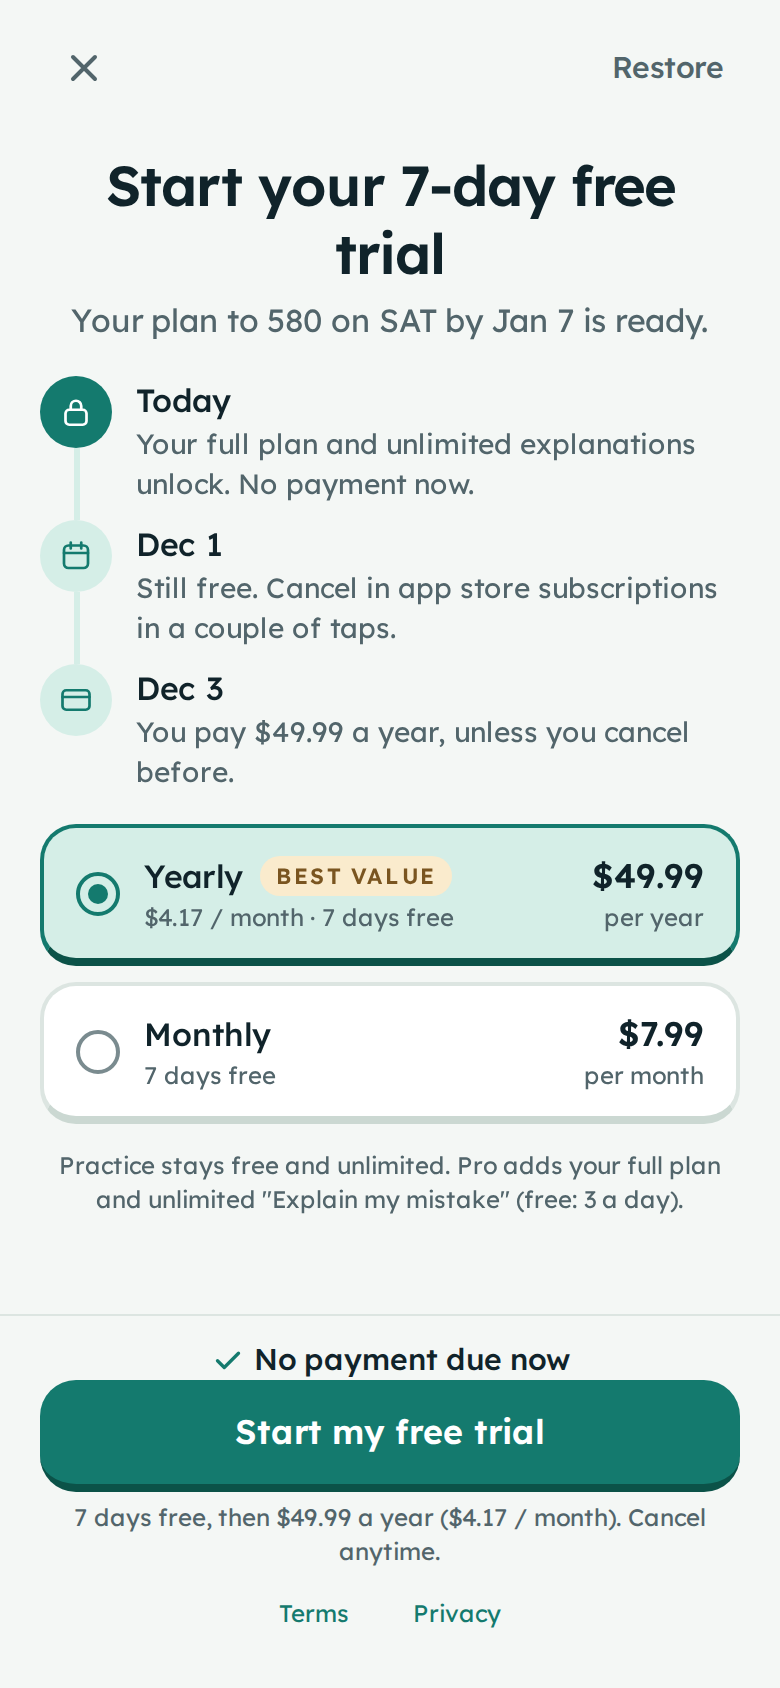 Restore
Start your 7-day free
trial
Your plan to 580 on SAT by Jan 7 is ready.
Today
Your full plan and unlimited explanations
unlock. No payment now.
Dec 1
Still free. Cancel in app store subscriptions
in a couple of taps.
Dec 3
You pay $49.99 a year, unless you cancel
before.
Yearly BEST VALUE $49.99
$4.17 / month · 7 days free per year
Monthly $7.99
7 days free per month
Practice stays free and unlimited. Pro adds your full plan
and unlimited "Explain my mistake" (free: 3 a day).
No payment due now
Start my free trial
7 days free, then $49.99 a year ($4.17 / month). Cancel
anytime.
Terms Privacy